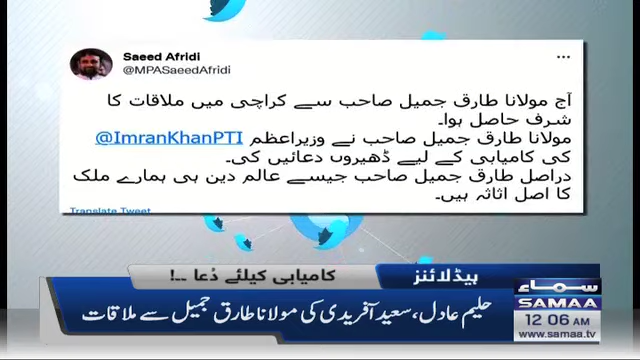 Saeed Afridi
@MPASaeedAfridi
آج مولانا طارق جمیل صاحب سے کراچی میں ملاقات کا
شرف حاصل ہوا۔
مولانا طارق جمیل صاحب نے وزیراعظم @ImranKhanPTI
کی کامیابی کے لیے ڈھیروں دعائیں کی۔
دراصل طارق جمیل صاحب جیسے عالم دین ہی ہمارے ملک
کا اصل اثاثہ ہیں۔
Translate Tweet
ہیڈلائنز
کامیابی کیلئے دُعا ۔۔!
حلیم عادل، سعید آفریدی کی مولانا طارق جمیل سے ملاقات
سماء
SAMAA
12:06 AM
www.samaa.tv